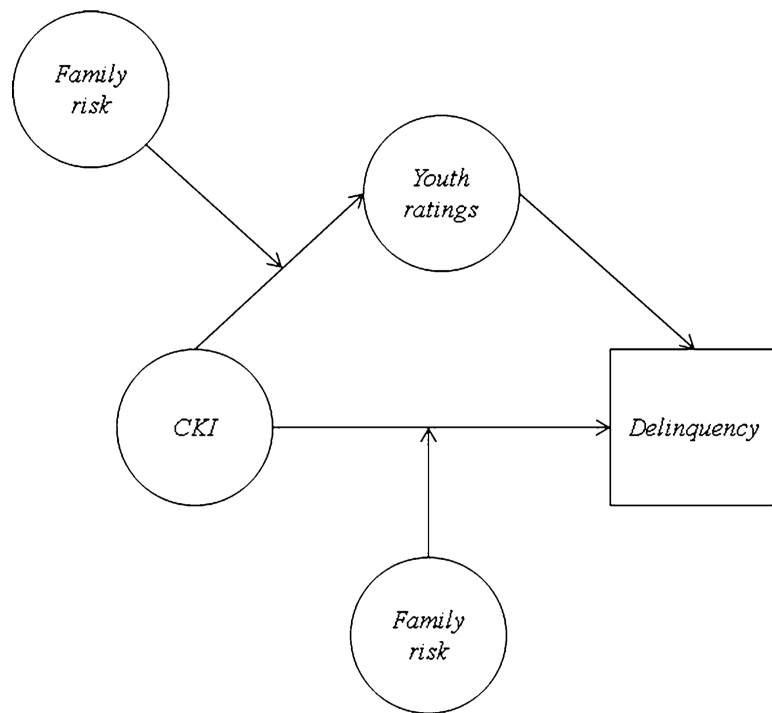 Family
risk
Youth
ratings
CKI
Delinquency
Family
risk